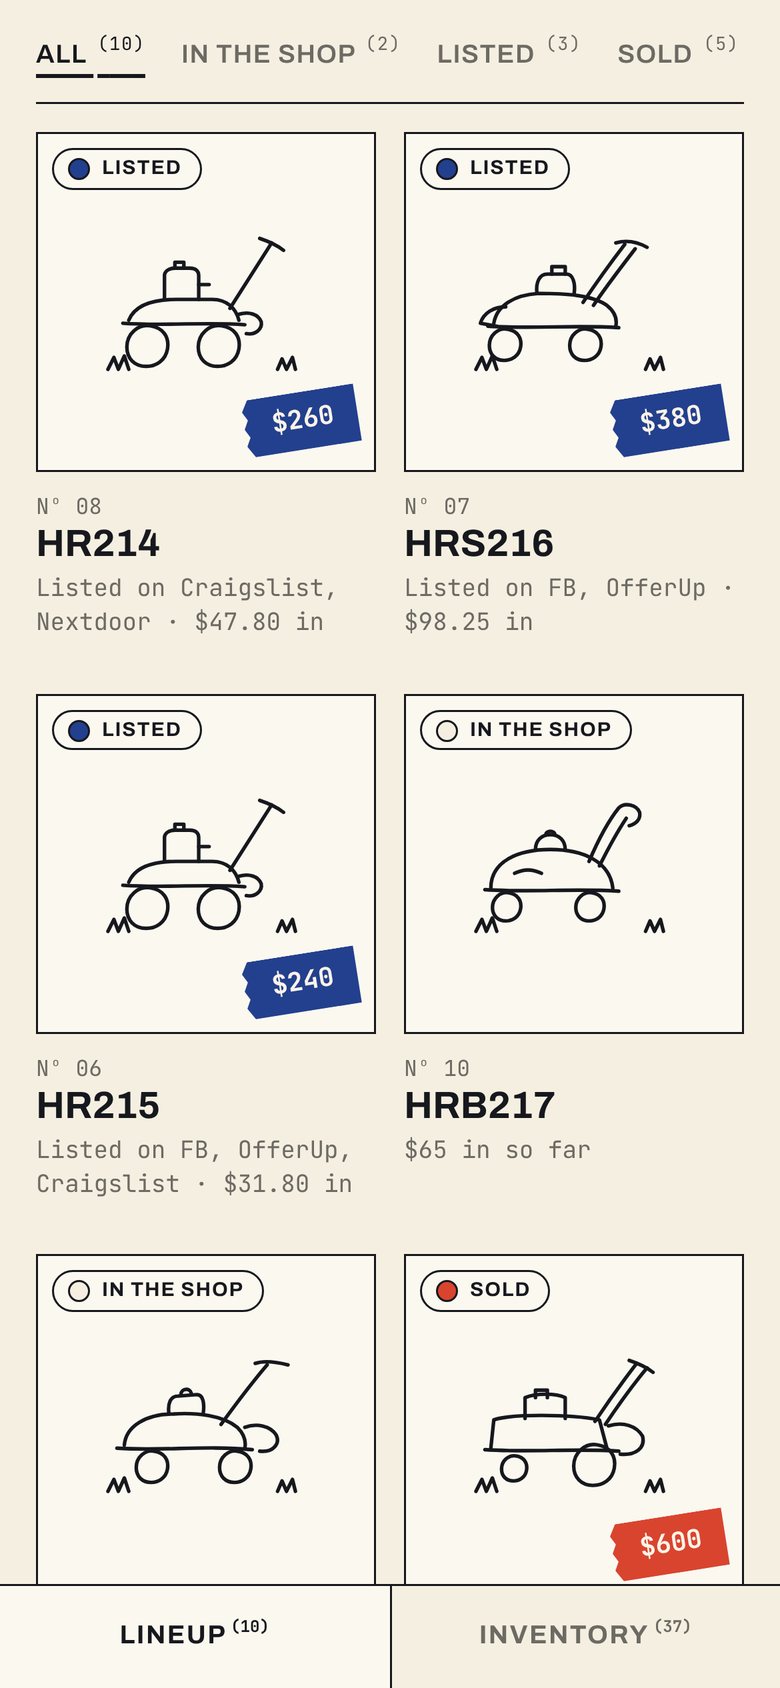 ALL (10) IN THE SHOP (2) LISTED (3) SOLD (5)
LISTED
$260
N° 08
HR214
Listed on Craigslist,
Nextdoor · $47.80 in
LISTED
$380
N° 07
HRS216
Listed on FB, OfferUp ·
$98.25 in
LISTED
$240
N° 06
HR215
Listed on FB, OfferUp,
Craigslist · $31.80 in
IN THE SHOP
N° 10
HRB217
$65 in so far
IN THE SHOP
SOLD
$600
LINEUP (10) INVENTORY (37)